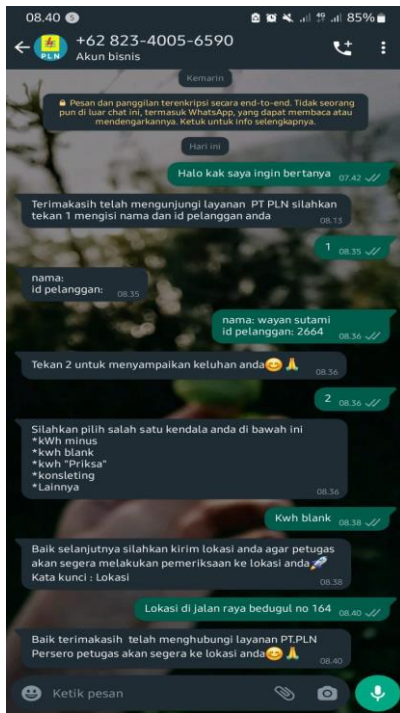 08.40
85%
+62 823-4005-6590
PLN
Akun bisnis
Kemarin
Pesan dan panggilan terenkripsi secara end-to-end. Tidak seorang
pun di luar chat ini, termasuk WhatsApp, yang dapat membaca atau
mendengarkannya. Ketuk untuk info selengkapnya.
Hari ini
Halo kak saya ingin bertanya 07.42
Terimakasih telah mengunjungi layanan PT PLN silahkan
tekan 1 mengisi nama dan id pelanggan anda
08.13
1 08.35
nama:
id pelanggan: 08.35
nama: wayan sutami
id pelanggan: 2664 08.36
Tekan 2 untuk menyampaikan keluhan anda😊🙏 08.36
2 08.36
Silahkan pilih salah satu kendala anda di bawah ini
*kWh minus
*kwh blank
*kwh "Priksa"
*konsleting
*Lainnya
08.36
Kwh blank 08.38
Baik selanjutnya silahkan kirim lokasi anda agar petugas
akan segera melakukan pemeriksaan ke lokasi anda🚀
Kata kunci : Lokasi 08.38
Lokasi di jalan raya bedugul no 164 08.40
Baik terimakasih telah menghubungi layanan PT.PLN
Persero petugas akan segera ke lokasi anda😊🙏 08.40
Ketik pesan